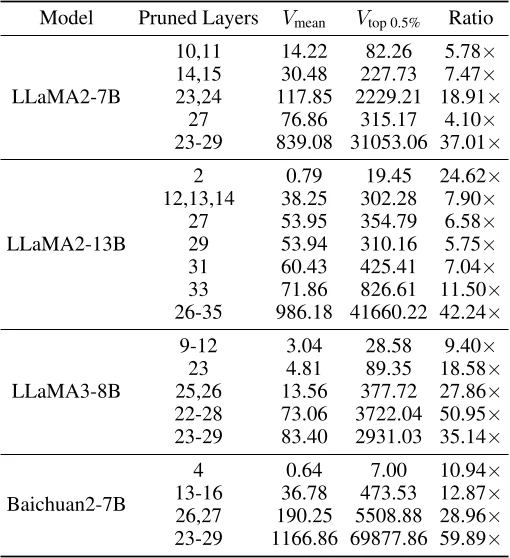 Model Pruned Layers Vmean Vtop 0.5% Ratio
10,11 14.22 82.26 5.78×
14,15 30.48 227.73 7.47×
LLaMA2-7B 23,24 117.85 2229.21 18.91×
27 76.86 315.17 4.10×
23-29 839.08 31053.06 37.01×
2 0.79 19.45 24.62×
12,13,14 38.25 302.28 7.90×
27 53.95 354.79 6.58×
LLaMA2-13B 29 53.94 310.16 5.75×
31 60.43 425.41 7.04×
33 71.86 826.61 11.50×
26-35 986.18 41660.22 42.24×
9-12 3.04 28.58 9.40×
23 4.81 89.35 18.58×
LLaMA3-8B 25,26 13.56 377.72 27.86×
22-28 73.06 3722.04 50.95×
23-29 83.40 2931.03 35.14×
4 0.64 7.00 10.94×
13-16 36.78 473.53 12.87×
Baichuan2-7B 26,27 190.25 5508.88 28.96×
23-29 1166.86 69877.86 59.89×